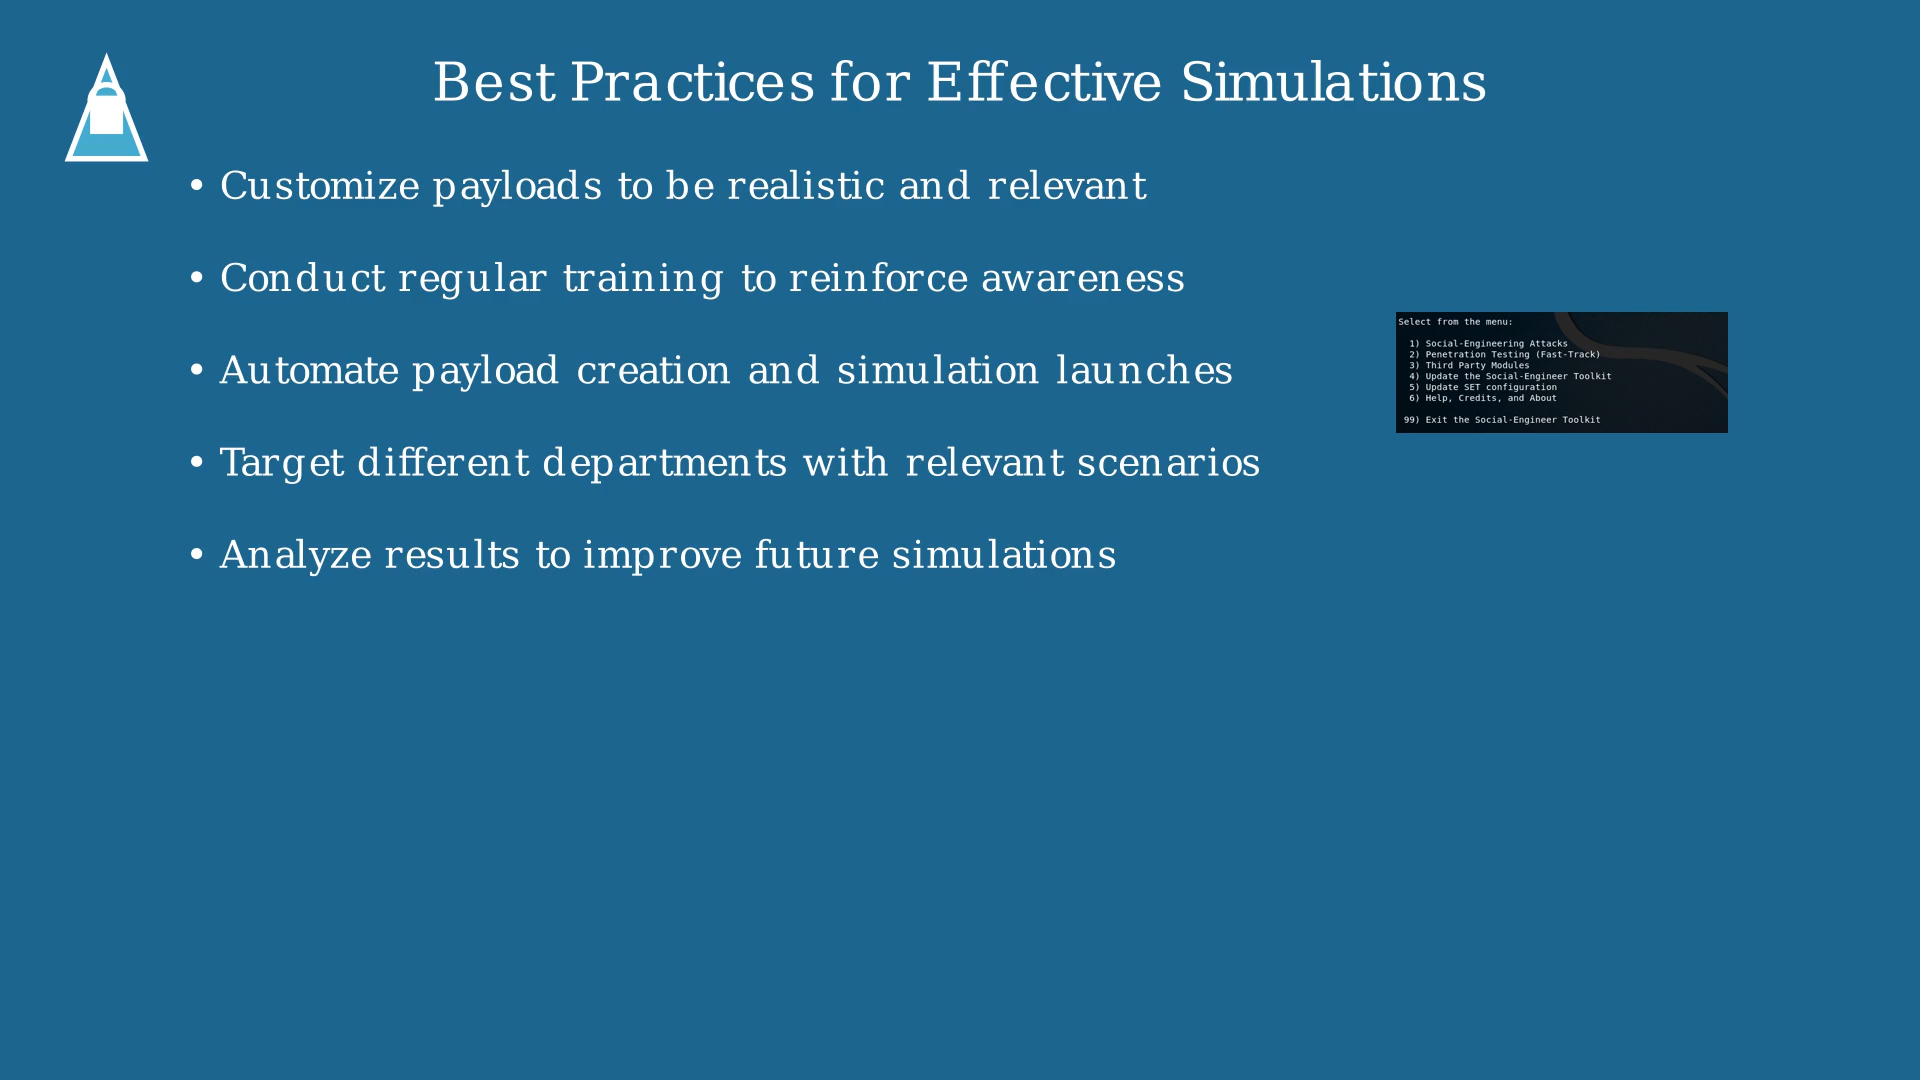 Best Practices for Effective Simulations
• Customize payloads to be realistic and relevant
• Conduct regular training to reinforce awareness
• Automate payload creation and simulation launches
• Target different departments with relevant scenarios
• Analyze results to improve future simulations
Select from the menu:
1) Social-Engineering Attacks
2) Penetration Testing (Fast-Track)
3) Third Party Modules
4) Update the Social-Engineer Toolkit
5) Update SET configuration
6) Help, Credits, and About
99) Exit the Social-Engineer Toolkit